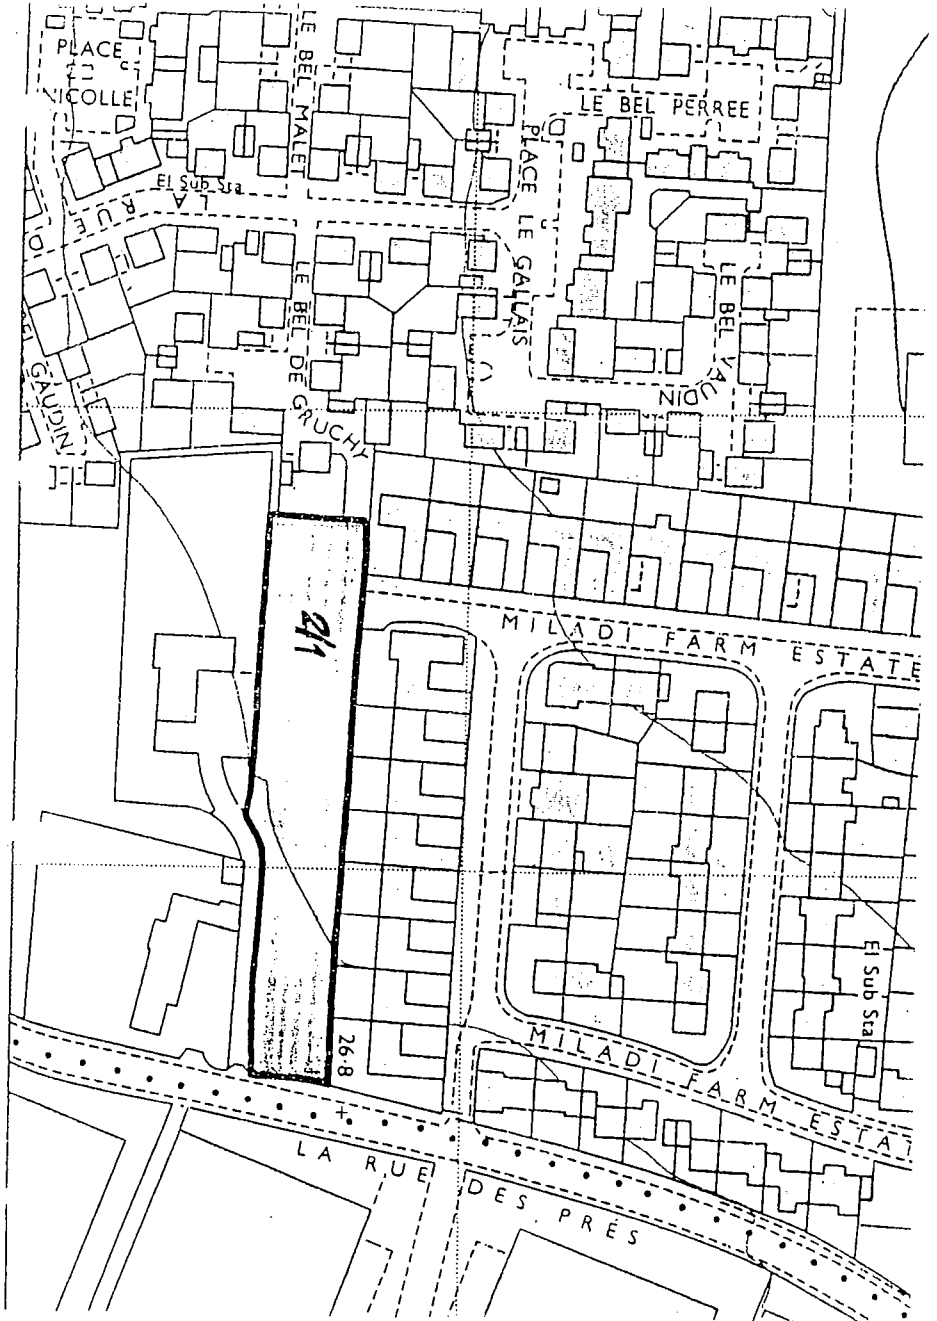 PLACE
NICOLLE
LE BEL MALET
LE BEL PERREE
PLACE LE GALLAIS
El Sub Sta
LA RUE D
LE BEL DE GRUCHY
LE BEL VAUDIN
BEL GAUDIN
MILADI FARM ESTATE
El Sub Sta
26·8
MILADI FARM ESTAT
LA RUE DES PRÉS